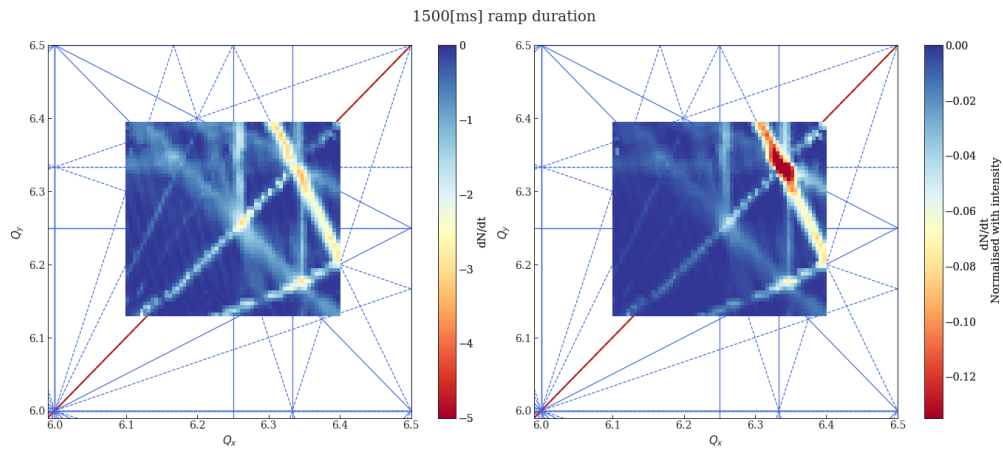 1500[ms] ramp duration
6.5
6.4
6.3
6.2
6.1
6.0
Qy
6.0 6.1 6.2 6.3 6.4 6.5
Qx
0
−1
−2
−3
−4
−5
dN/dt
6.5
6.4
6.3
6.2
6.1
6.0
Qy
6.0 6.1 6.2 6.3 6.4 6.5
Qx
0.00
−0.02
−0.04
−0.06
−0.08
−0.10
−0.12
dN/dt
Normalised with intensity